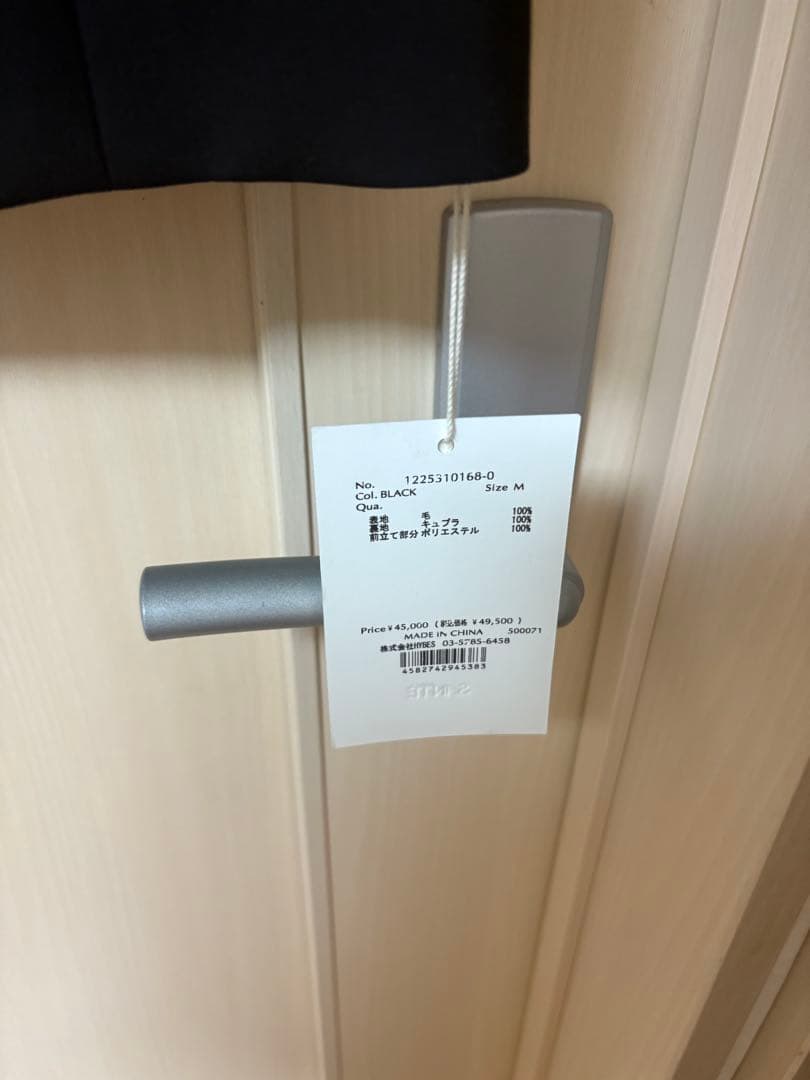 No. 1225310168-0
Col. BLACK Size M
Qua.
表地 毛 100%
裏地 キュプラ 100%
前立て部分 ポリエステル 100%
Price ¥ 45,000 (税込価格 ¥ 49,500 )
MADE IN CHINA 500071
株式会社HYBES 03-5785-6458
4582742945383